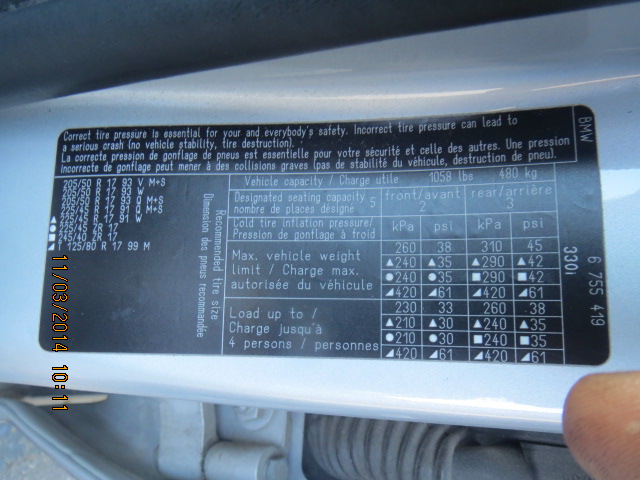 Correct tire pressure is essential for your and everybody's safety. Incorrect tire pressure can lead to
a serious crash (no vehicle stability, tire destruction).
La correcte pression de gonflage de pneus est essentielle pour votre sécurité et celle des autres. Une pression
Incorrecte de gonflage peut mener à des collisions graves (pas de stabilité du véhicule, destruction de pneu).
205/50 R 17 93 V M+S
205/50 R 17 93 W
205/50 R 17 93 Q M+S
225/45 R 17 91 Q M+S
225/45 R 17 91 V
▲ 225/45 ZR 17
● 225/45 ZR 17
■ 245/40 ZR 17
◢ T 125/80 R 17 99 M
Recommended tire size
Dimension des pneus recommandée
Vehicle capacity / Charge utile 1058 lbs 480 kg
Designated seating capacity
nombre de places désigné 5
front/avant 2
rear/arrière 3
Cold tire inflation pressure/
Pression de gonflage à froid
kPa psi kPa psi
Max. vehicle weight
limit / Charge max.
autorisée du véhicule
260 38 310 45
▲240 ▲35 ▲290 ▲42
●240 ●35 ■290 ■42
◢420 ◢61 ◢420 ◢61
Load up to /
Charge jusqu'à
4 persons / personnes
230 33 260 38
▲210 ▲30 ▲240 ▲35
●210 ●30 ■240 ■35
◢420 ◢61 ◢420 ◢61
BMW
330i
6 755 419
11/03/2014 10:11